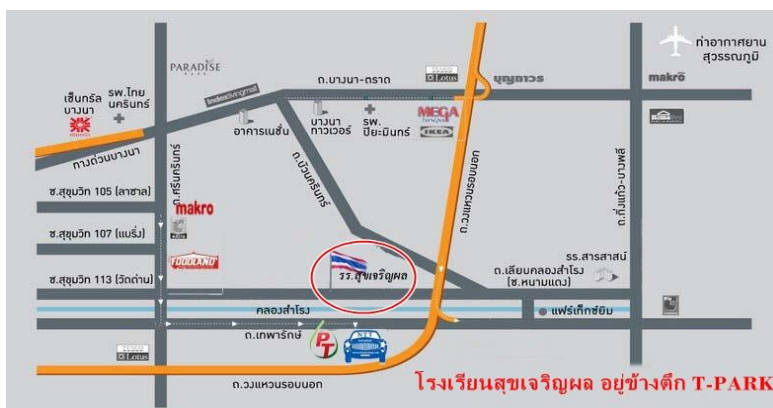 PARADISE
PARK
ท่าอากาศยาน
สุวรรณภูมิ
ถ.บางนา-ตราด
Lotus
บุญถาวร
makro
เซ็นทรัล
บางนา
รพ.ไทย
นครินทร์
Indexlivingmall
อาคารเนชั่น
บางนา
ทาวเวอร์
รพ.
ปิยะมินทร์
MEGA
bangna
IKEA
ทางด่วนบางนา
ถ.ศรีนครินทร์
ถ.บัวนครินทร์
ถ.วงแหวนรอบนอก
ถ.กิ่งแก้ว-บางพลี
ซ.สุขุมวิท 105 (ลาซาล)
makro
ซ.สุขุมวิท 107 (แบริ่ง)
FOODLAND
ซ.สุขุมวิท 113 (วัดด่าน)
รร.สุขเจริญผล
รร.สารสาสน์
ถ.เลียบคลองสำโรง
(ซ.หนามแดง)
คลองสำโรง
แฟร์เท็กซ์ยิม
ถ.เทพารักษ์
PT
Lotus
ถ.วงแหวนรอบนอก
โรงเรียนสุขเจริญผล อยู่ข้างตึก T-PARK